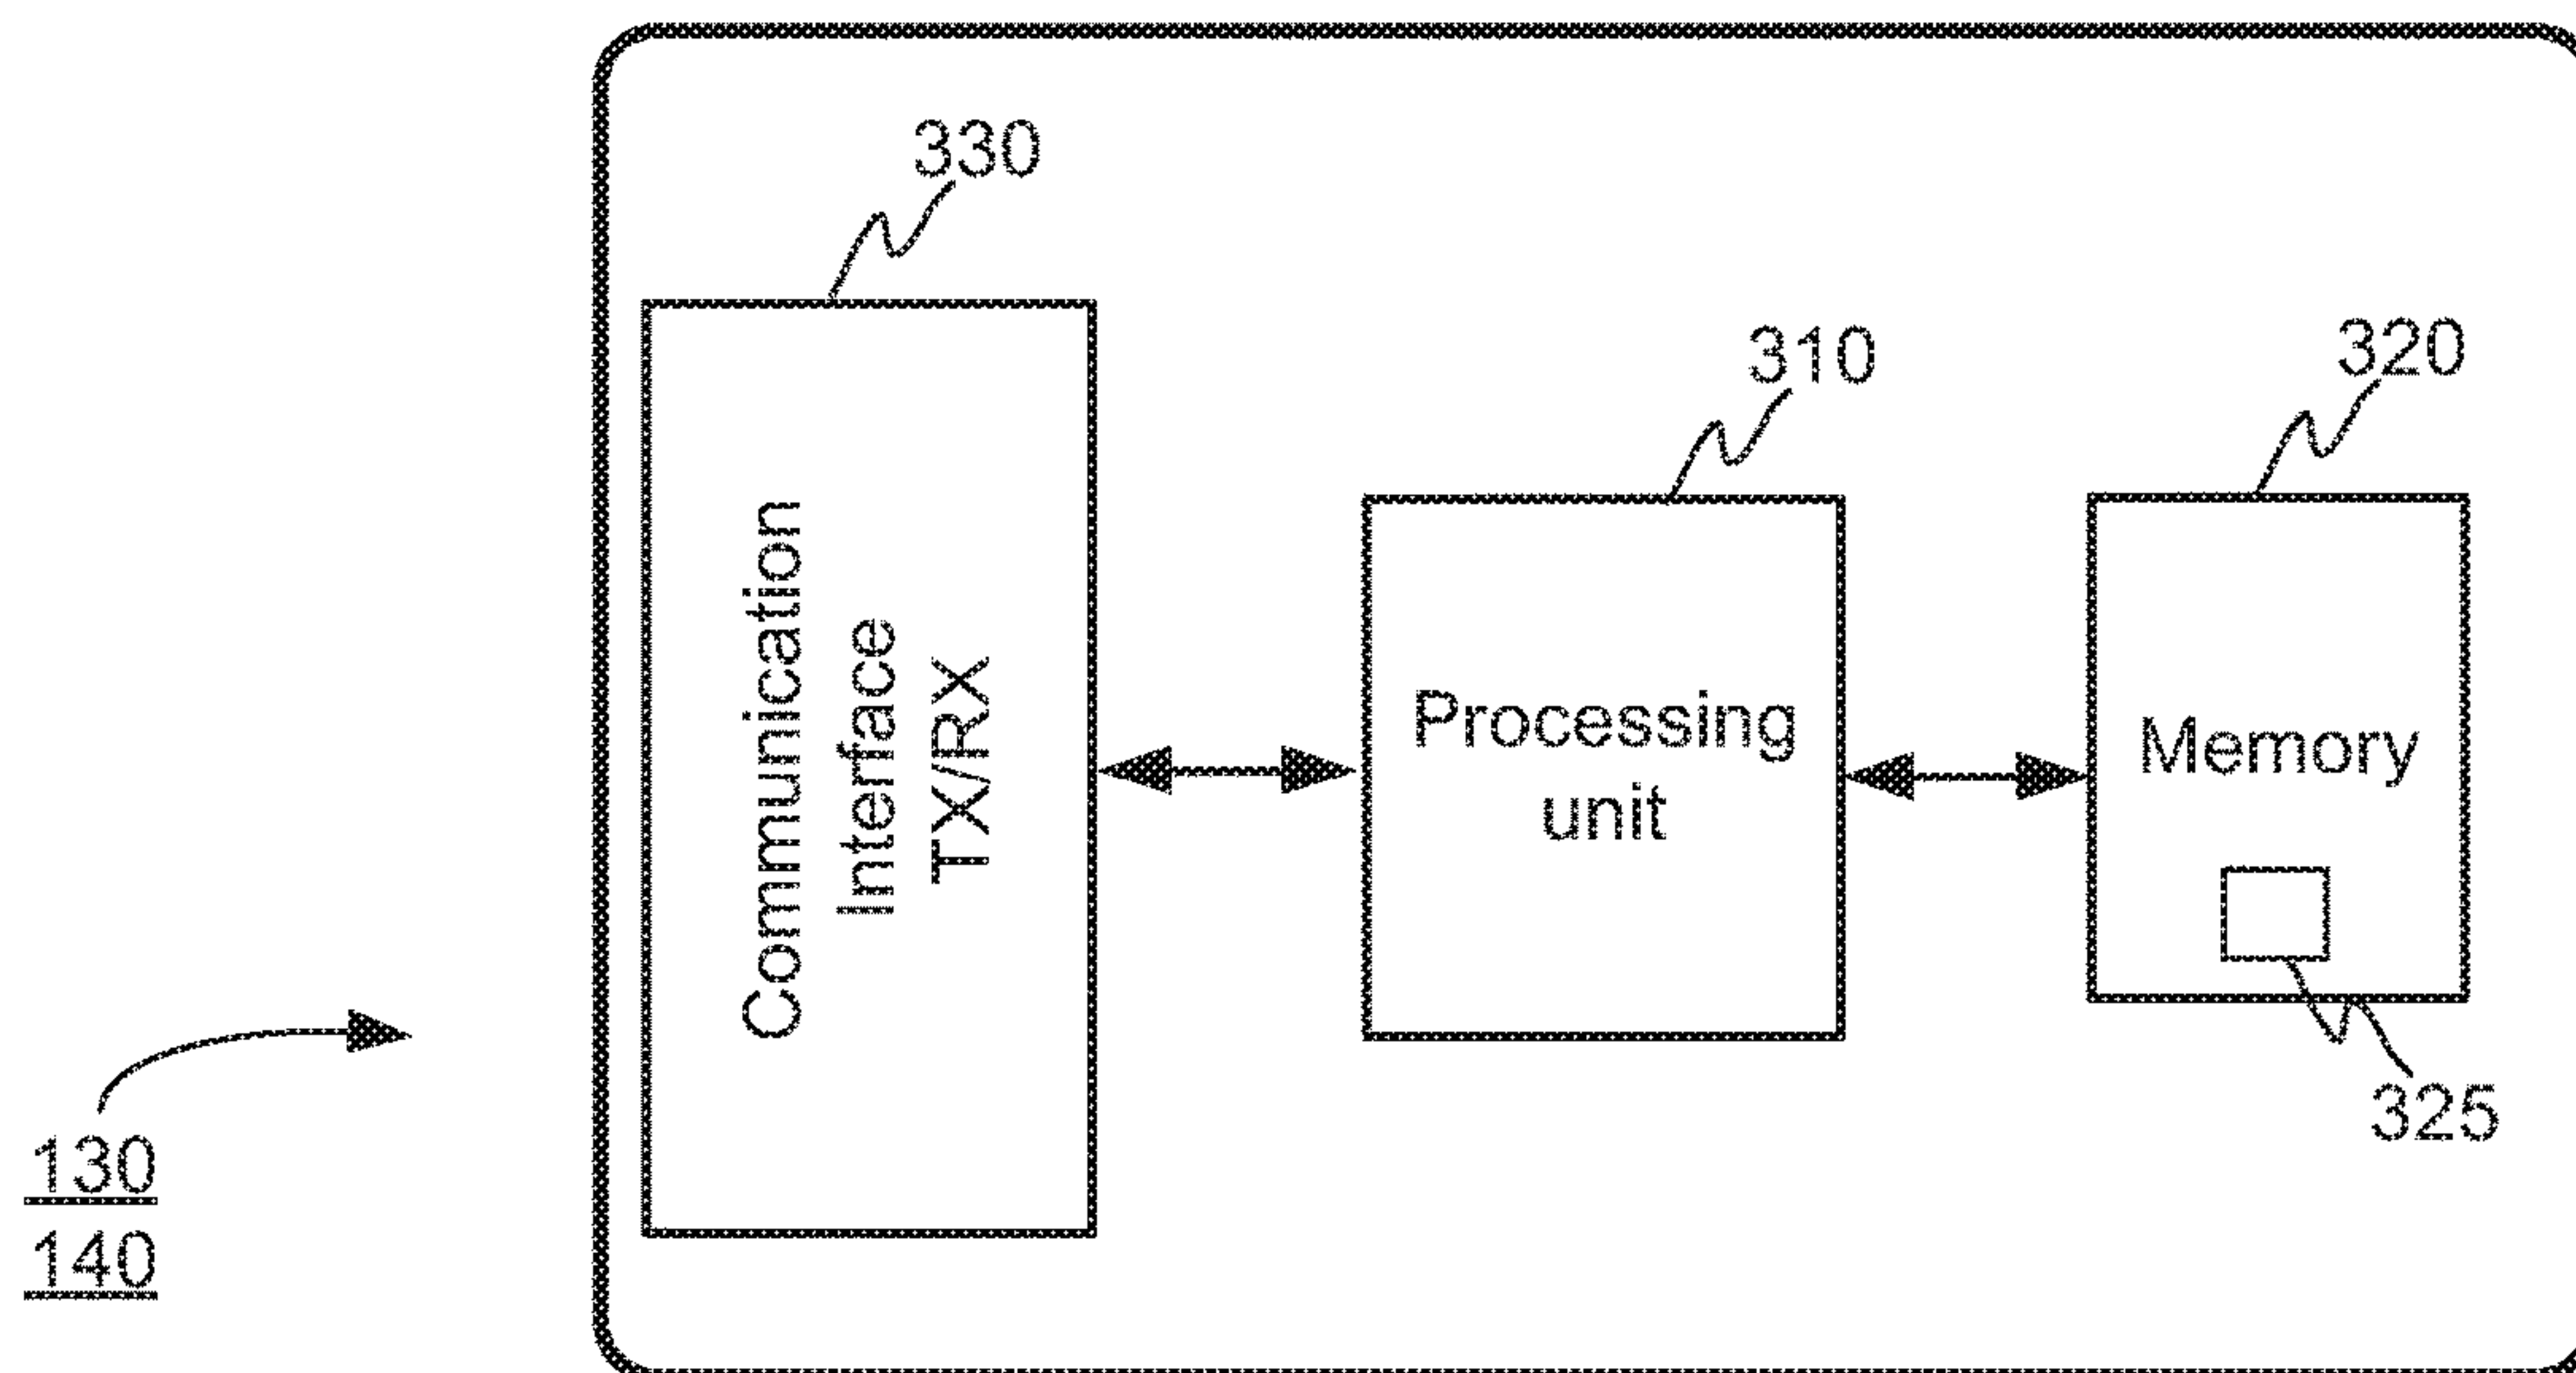 330
310
320
Communication
Interface
TX/RX
Processing
unit
Memory
325
130
140